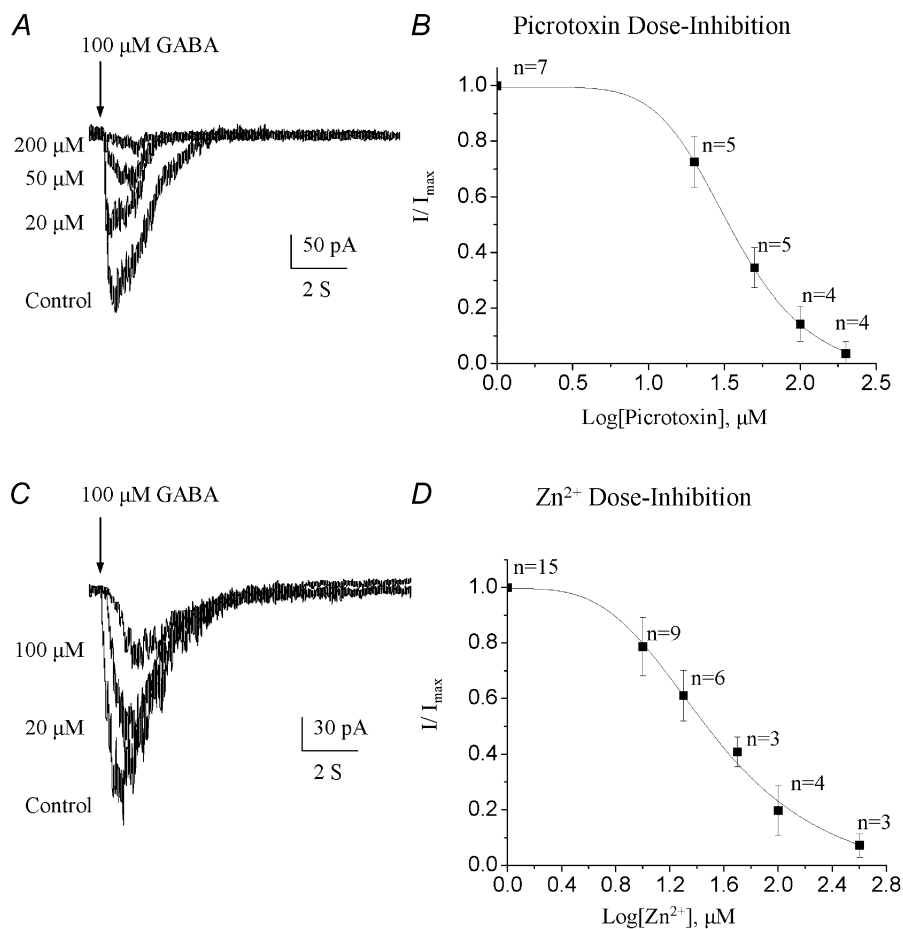 A
100 µM GABA
200 µM
50 µM
20 µM
Control
50 pA
2 S
B
Picrotoxin Dose-Inhibition
n=7
n=5
n=5
n=4
n=4
1.0
0.8
0.6
0.4
0.2
0.0
I/ Imax
0.0 0.5 1.0 1.5 2.0 2.5
Log[Picrotoxin], µM
C
100 µM GABA
100 µM
20 µM
Control
30 pA
2 S
D
Zn2+ Dose-Inhibition
n=15
n=9
n=6
n=3
n=4
n=3
1.0
0.8
0.6
0.4
0.2
0.0
I/ Imax
0.0 0.4 0.8 1.2 1.6 2.0 2.4 2.8
Log[Zn2+], µM